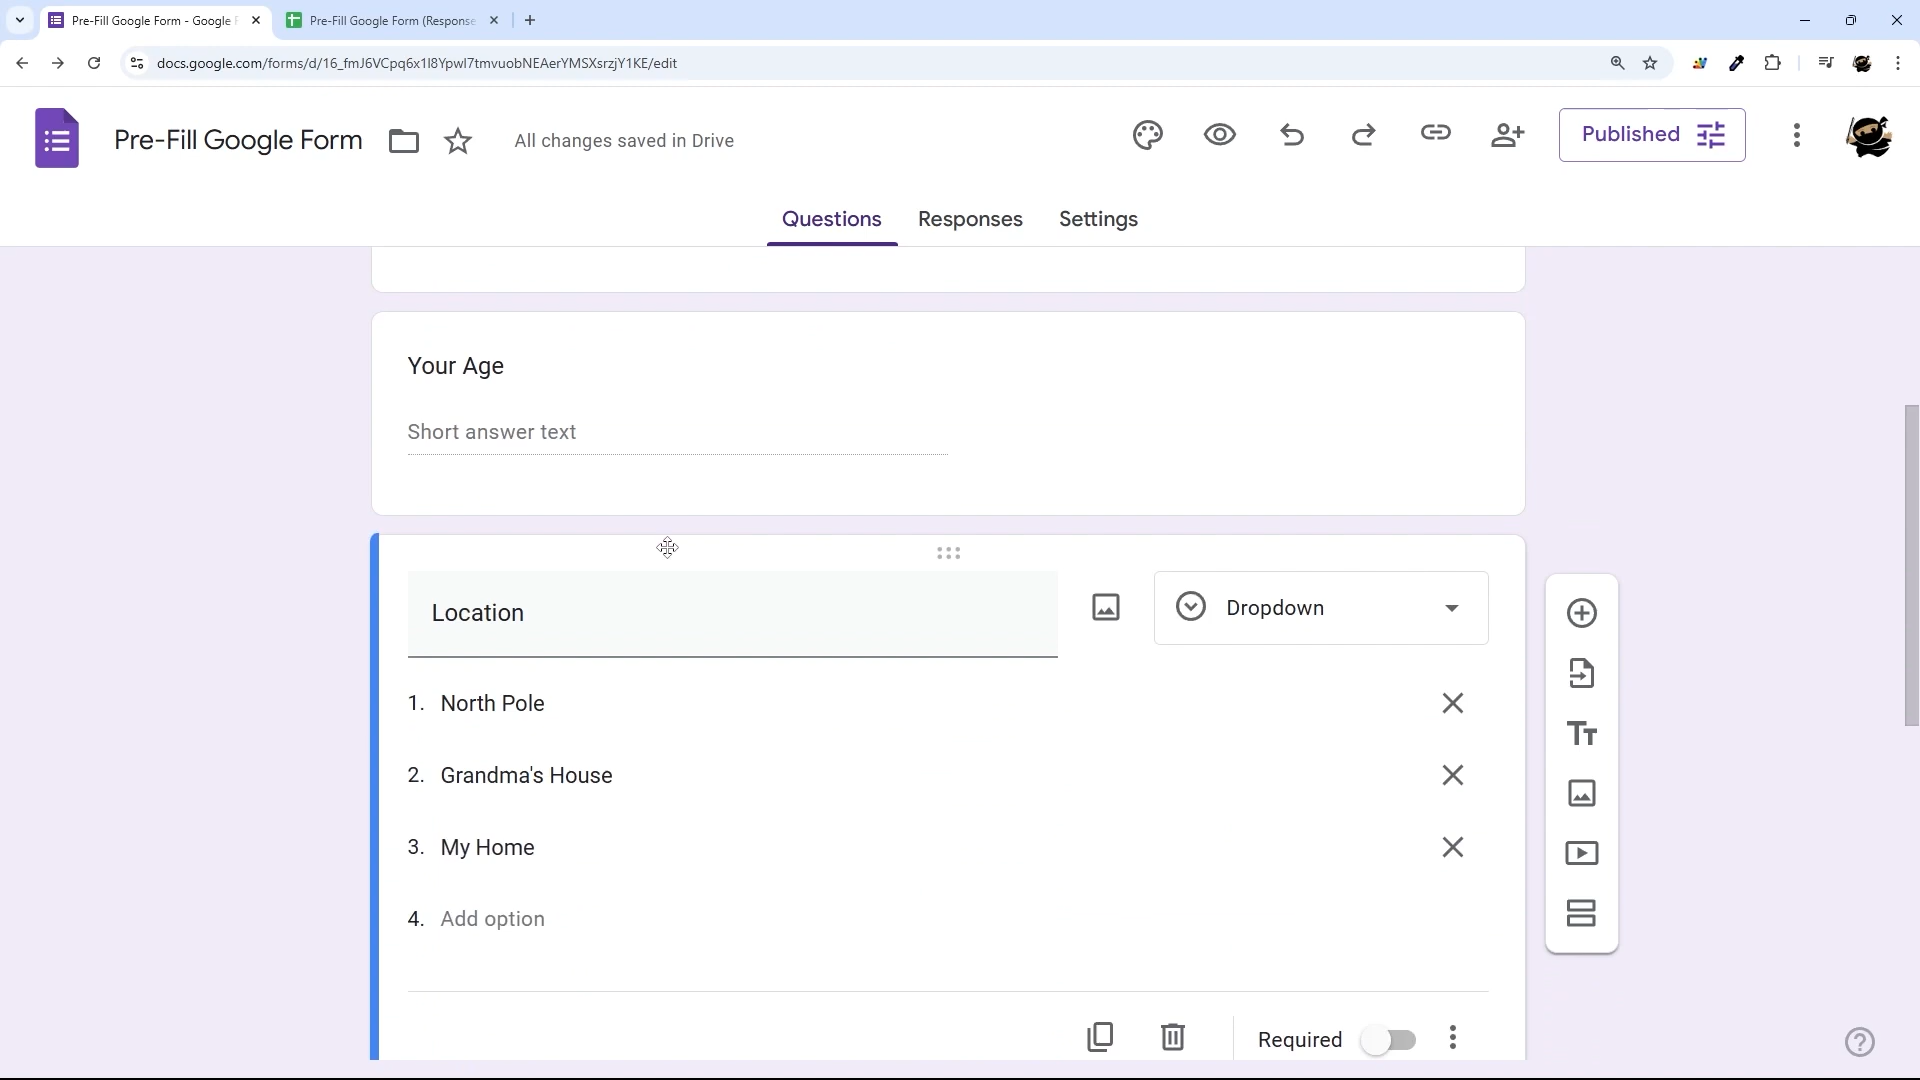 Pre-Fill Google Form - Google F
Pre-Fill Google Form (Response
docs.google.com/forms/d/16_fmJ6VCpq6x1I8Ypwl7tmvuobNEAerYMSXsrzjY1KE/edit
Pre-Fill Google Form
All changes saved in Drive
Published
Questions
Responses
Settings
Your Age
Short answer text
Location
Dropdown
1. North Pole
2. Grandma's House
3. My Home
4. Add option
Required